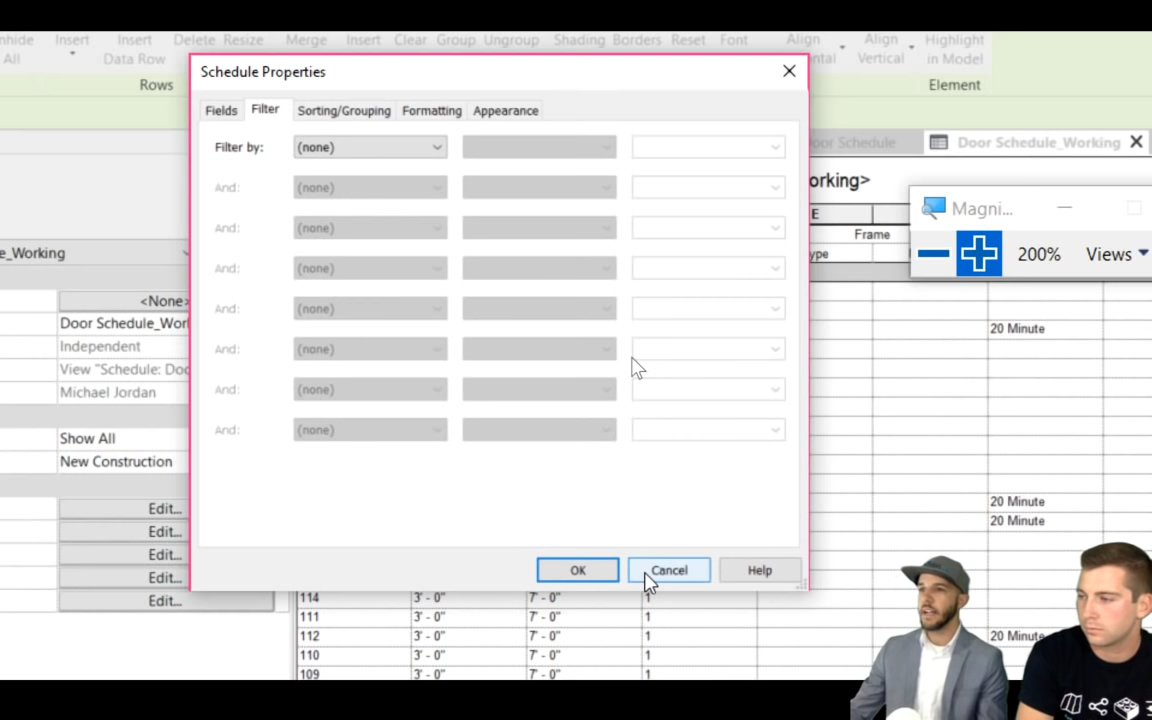 nhide Insert Insert Delete Resize Merge Insert Clear Group Ungroup Shading Borders Reset Font Align Align Highlight
All Data Row ntal Vertical in Model
Rows Element
Schedule Properties
Fields Filter Sorting/Grouping Formatting Appearance
Filter by: (none)
And: (none)
And: (none)
And: (none)
And: (none)
And: (none)
And: (none)
And: (none)
OK Cancel Help
oor Schedule Door Schedule_Working
orking>
E
Frame
ype
Magni...
200% Views
e_Working
<None>
Door Schedule_Wor
Independent
View "Schedule: Doo
Michael Jordan
Show All
New Construction
Edit...
Edit...
Edit...
Edit...
Edit...
20 Minute
20 Minute
20 Minute
114 3' - 0" 7' - 0" 1
111 3' - 0" 7' - 0" 1
112 3' - 0" 7' - 0" 1 20 Minute
110 3' - 0" 7' - 0" 1
109 3' - 0" 7' - 0" 1